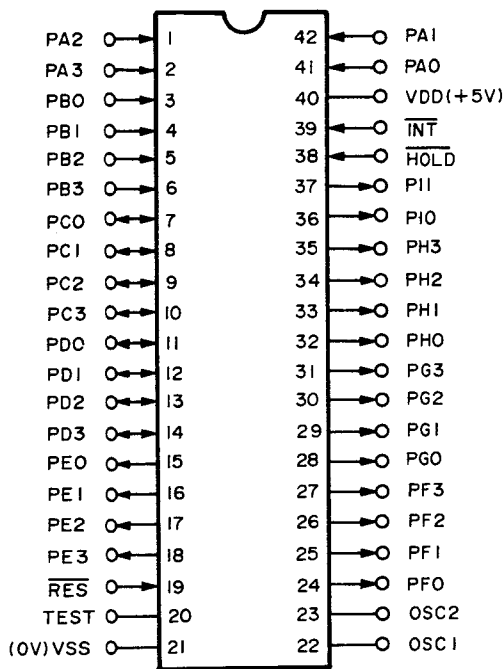 PA2 1 42 PA1
PA3 2 41 PA0
PB0 3 40 VDD(+5V)
PB1 4 39 I̅N̅T̅
PB2 5 38 H̅O̅L̅D̅
PB3 6 37 PI1
PC0 7 36 PI0
PC1 8 35 PH3
PC2 9 34 PH2
PC3 10 33 PH1
PD0 11 32 PH0
PD1 12 31 PG3
PD2 13 30 PG2
PD3 14 29 PG1
PE0 15 28 PG0
PE1 16 27 PF3
PE2 17 26 PF2
PE3 18 25 PF1
R̅E̅S̅ 19 24 PF0
TEST 20 23 OSC2
(0V)VSS 21 22 OSC1